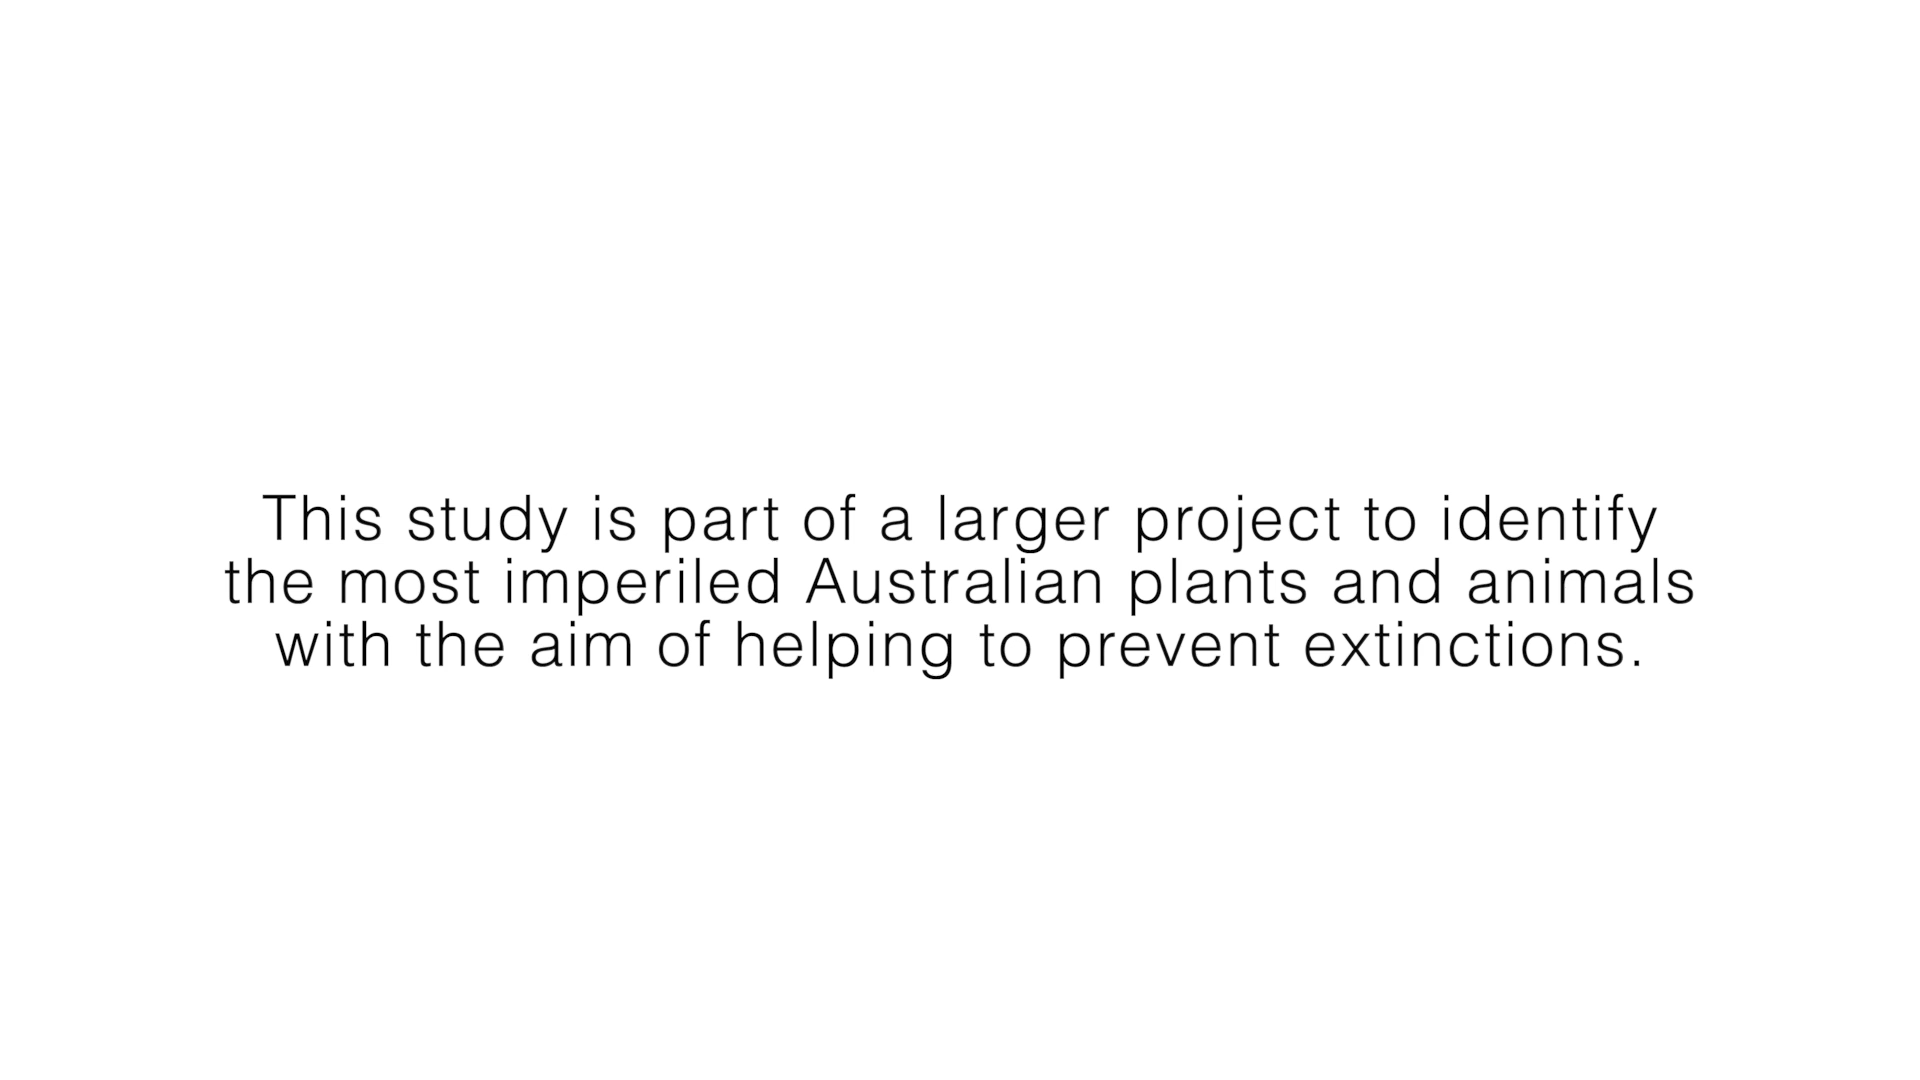 This study is part of a larger project to identify
the most imperiled Australian plants and animals
with the aim of helping to prevent extinctions.